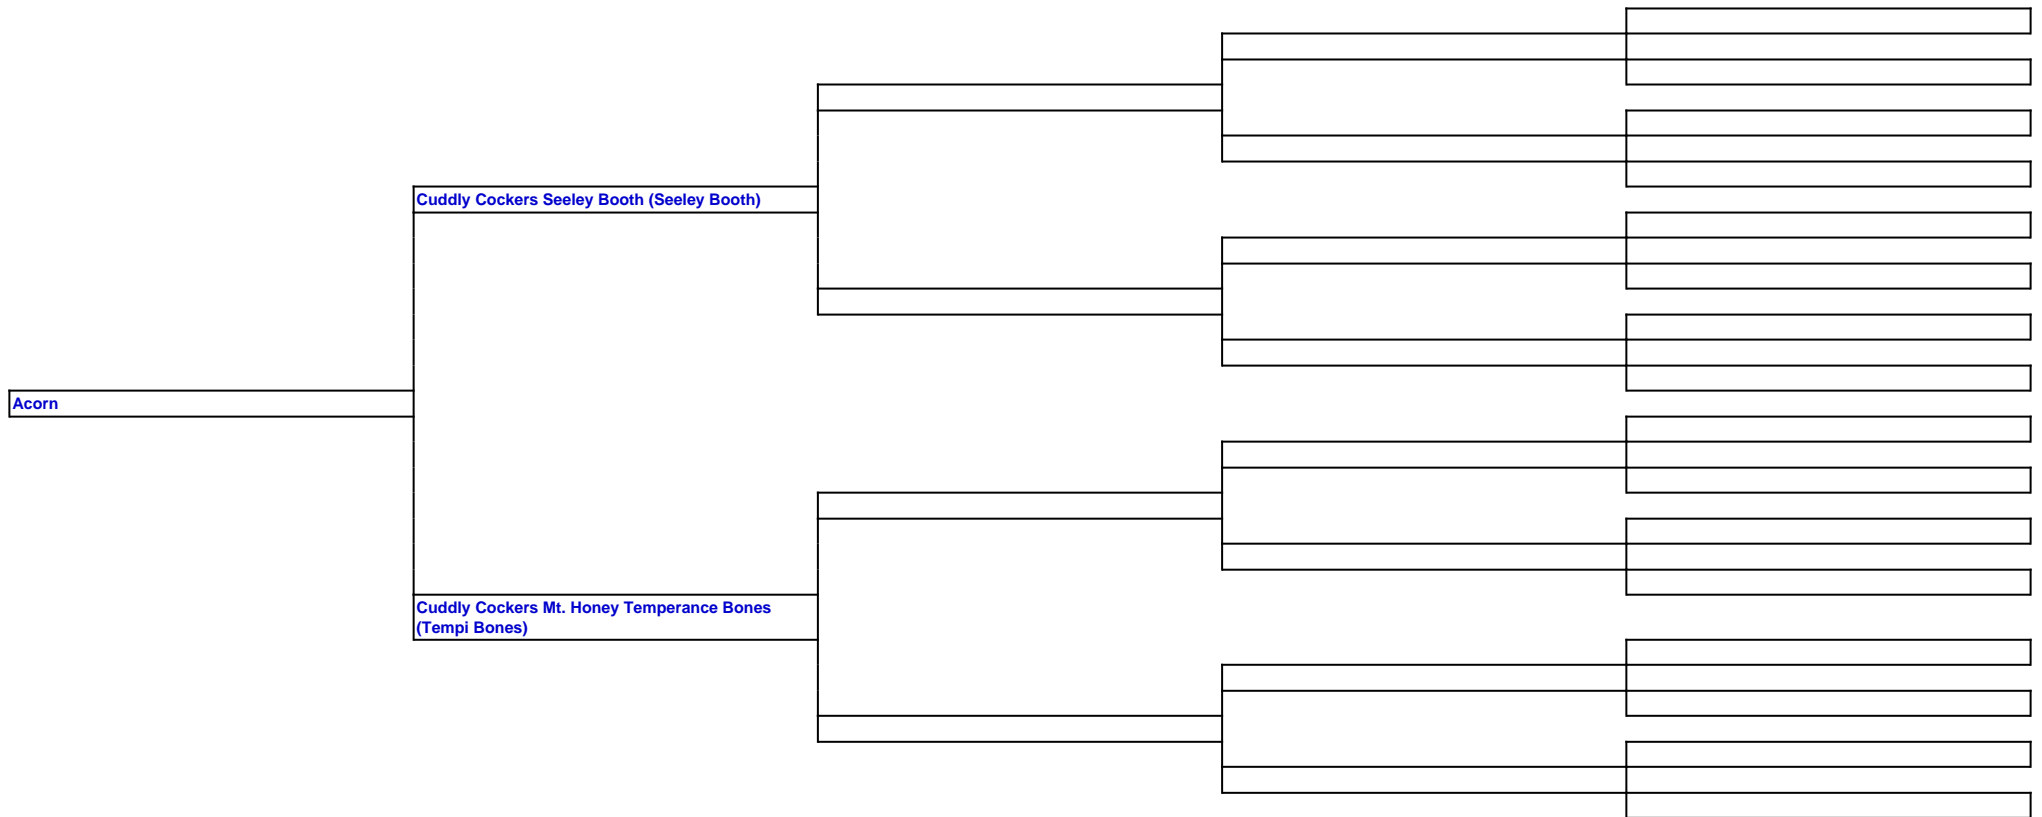 Cuddly Cockers Seeley Booth (Seeley Booth)
Acorn
Cuddly Cockers Mt. Honey Temperance Bones
(Tempi Bones)